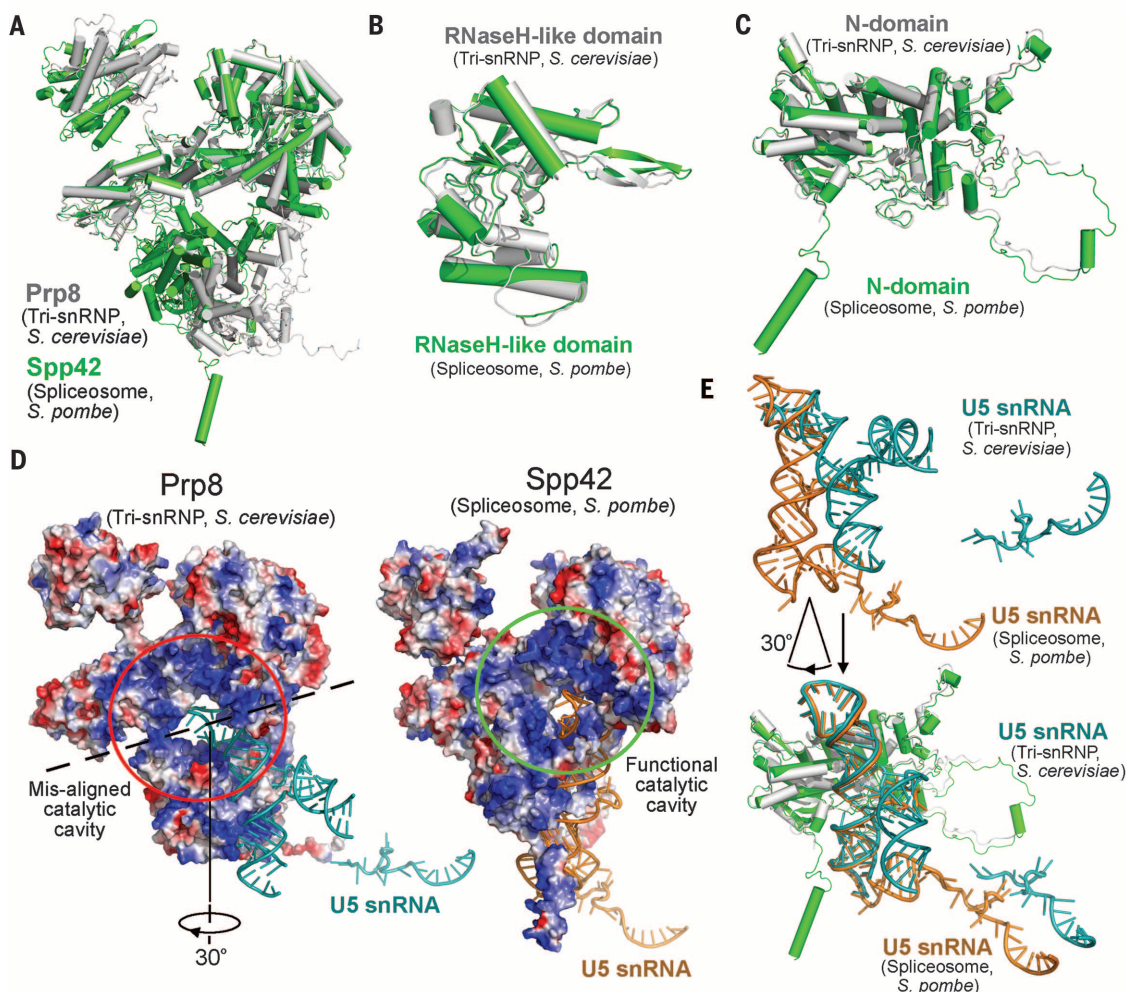 A
Prp8
(Tri-snRNP,
S. cerevisiae)
Spp42
(Spliceosome,
S. pombe)
B
RNaseH-like domain
(Tri-snRNP, S. cerevisiae)
RNaseH-like domain
(Spliceosome, S. pombe)
C
N-domain
(Tri-snRNP, S. cerevisiae)
N-domain
(Spliceosome, S. pombe)
D
Prp8
(Tri-snRNP, S. cerevisiae)
Mis-aligned
catalytic
cavity
U5 snRNA
30°
Spp42
(Spliceosome, S. pombe)
Functional
catalytic
cavity
U5 snRNA
E
U5 snRNA
(Tri-snRNP,
S. cerevisiae)
U5 snRNA
(Spliceosome,
S. pombe)
30°
U5 snRNA
(Tri-snRNP,
S. cerevisiae)
U5 snRNA
(Spliceosome,
S. pombe)